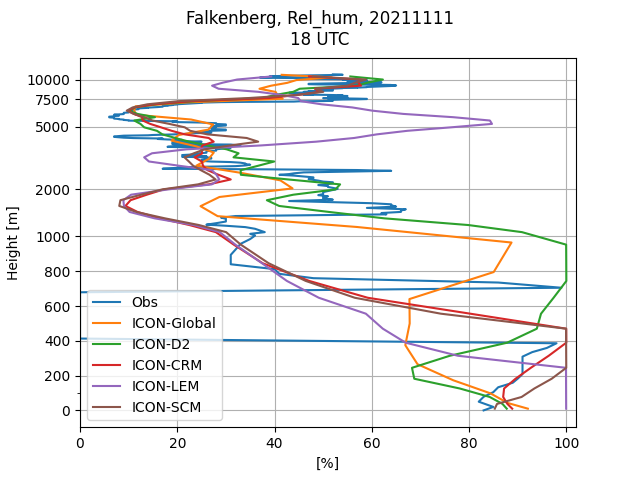 Falkenberg, Rel_hum, 20211111
18 UTC
Height [m]
10000
7500
5000
2000
1000
800
600
400
200
0
Obs
ICON-Global
ICON-D2
ICON-CRM
ICON-LEM
ICON-SCM
0 20 40 60 80 100
[%]